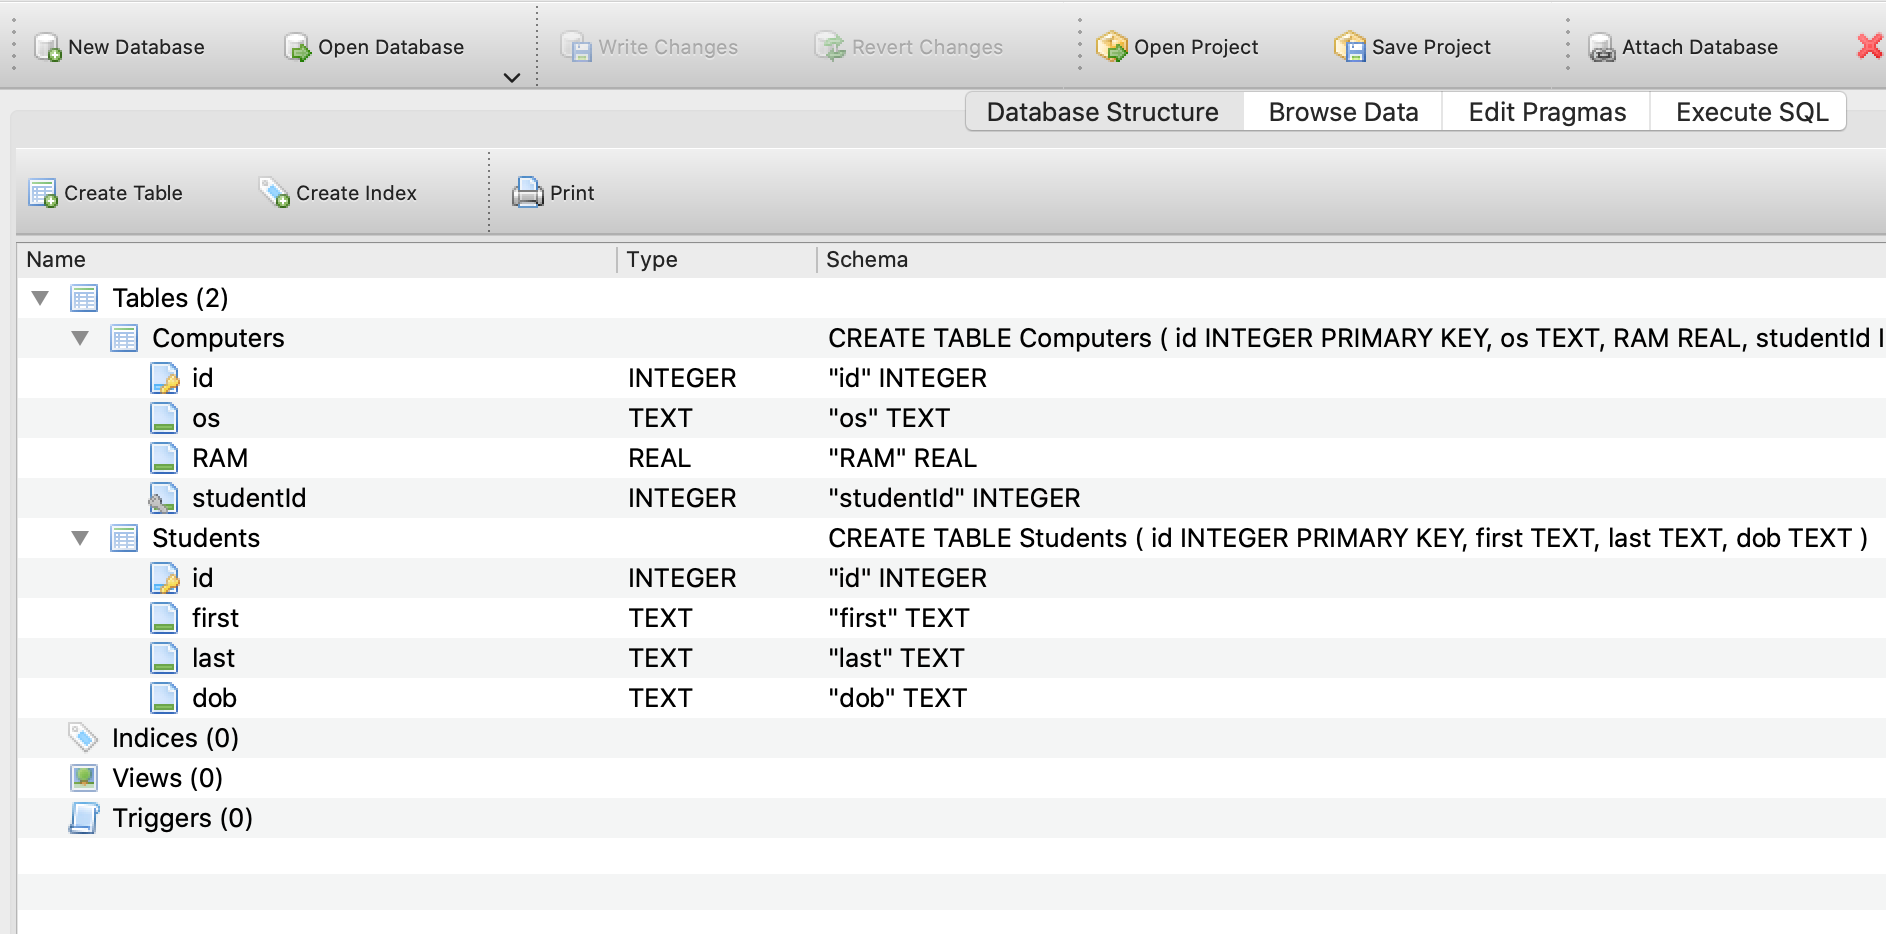 New Database Open Database Write Changes Revert Changes Open Project Save Project Attach Database
Database Structure Browse Data Edit Pragmas Execute SQL
Create Table Create Index Print
Name Type Schema
Tables (2)
Computers CREATE TABLE Computers ( id INTEGER PRIMARY KEY, os TEXT, RAM REAL, studentId I
id INTEGER "id" INTEGER
os TEXT "os" TEXT
RAM REAL "RAM" REAL
studentId INTEGER "studentId" INTEGER
Students CREATE TABLE Students ( id INTEGER PRIMARY KEY, first TEXT, last TEXT, dob TEXT )
id INTEGER "id" INTEGER
first TEXT "first" TEXT
last TEXT "last" TEXT
dob TEXT "dob" TEXT
Indices (0)
Views (0)
Triggers (0)